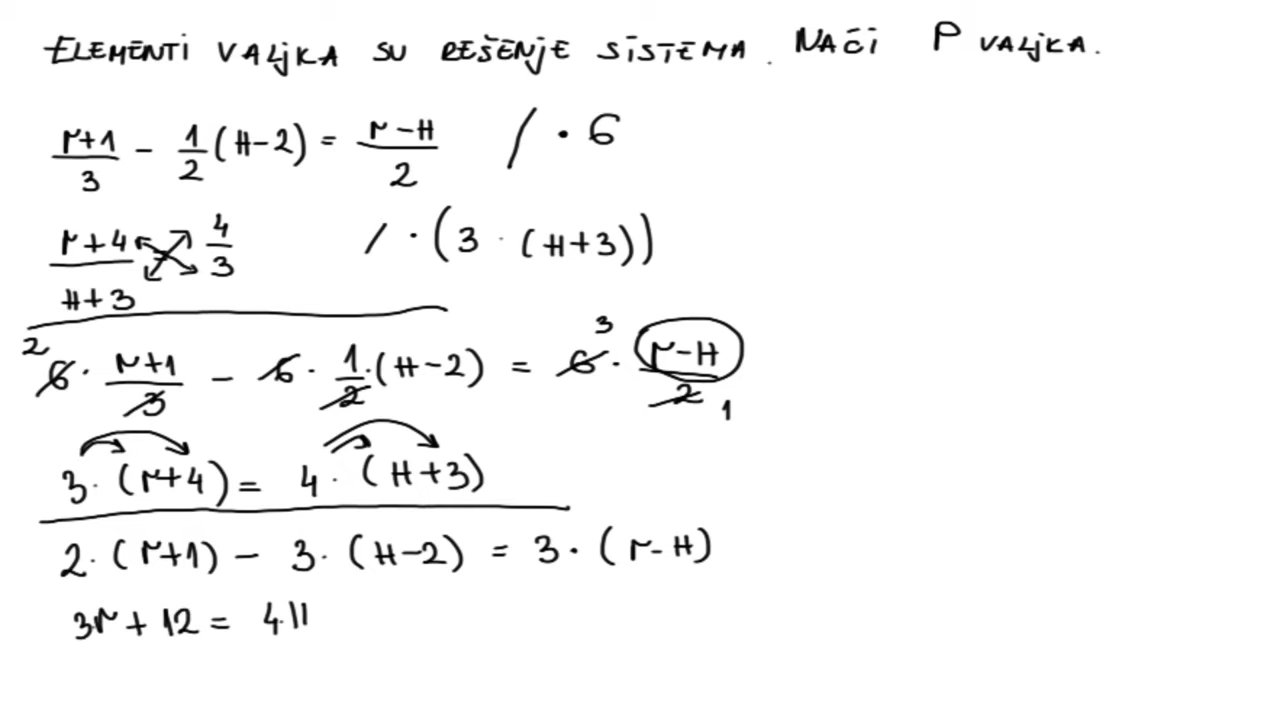 ELEMENTI VALJKA SU REŠENJE SISTEMA. NAĆI P VALJKA.
(r+1)/3 - 1/2 (H-2) = (r-H)/2 / · 6
(r+4)/(H+3) 4/3 / · (3 · (H+3))
2 6 · (r+1)/3 - 6 · 1/2 · (H-2) = 6 3 · (r-H)/2 1
3 · (r+4) = 4 · (H+3)
2 · (r+1) - 3 · (H-2) = 3 · (r-H)
3r + 12 = 4